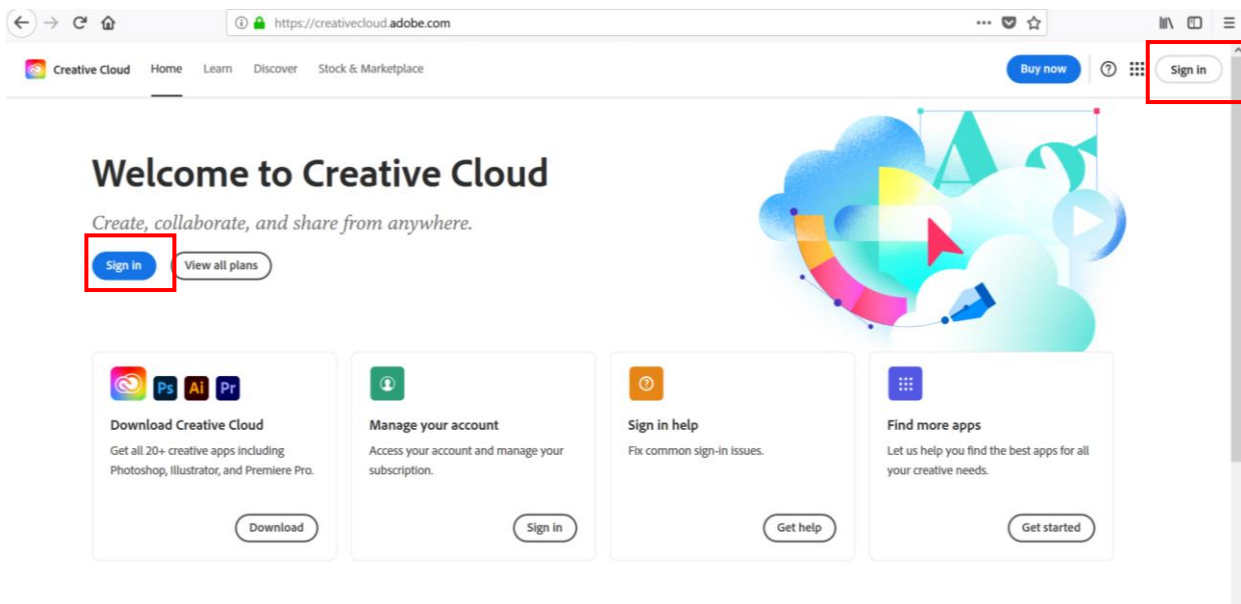 https://creativecloud.adobe.com
Creative Cloud Home Learn Discover Stock & Marketplace Buy now Sign in
Welcome to Creative Cloud
Create, collaborate, and share from anywhere.
Sign in View all plans
Ag
Ps Ai Pr
Download Creative Cloud
Get all 20+ creative apps including
Photoshop, Illustrator, and Premiere Pro.
Download
Manage your account
Access your account and manage your
subscription.
Sign in
Sign in help
Fix common sign-in issues.
Get help
Find more apps
Let us help you find the best apps for all
your creative needs.
Get started